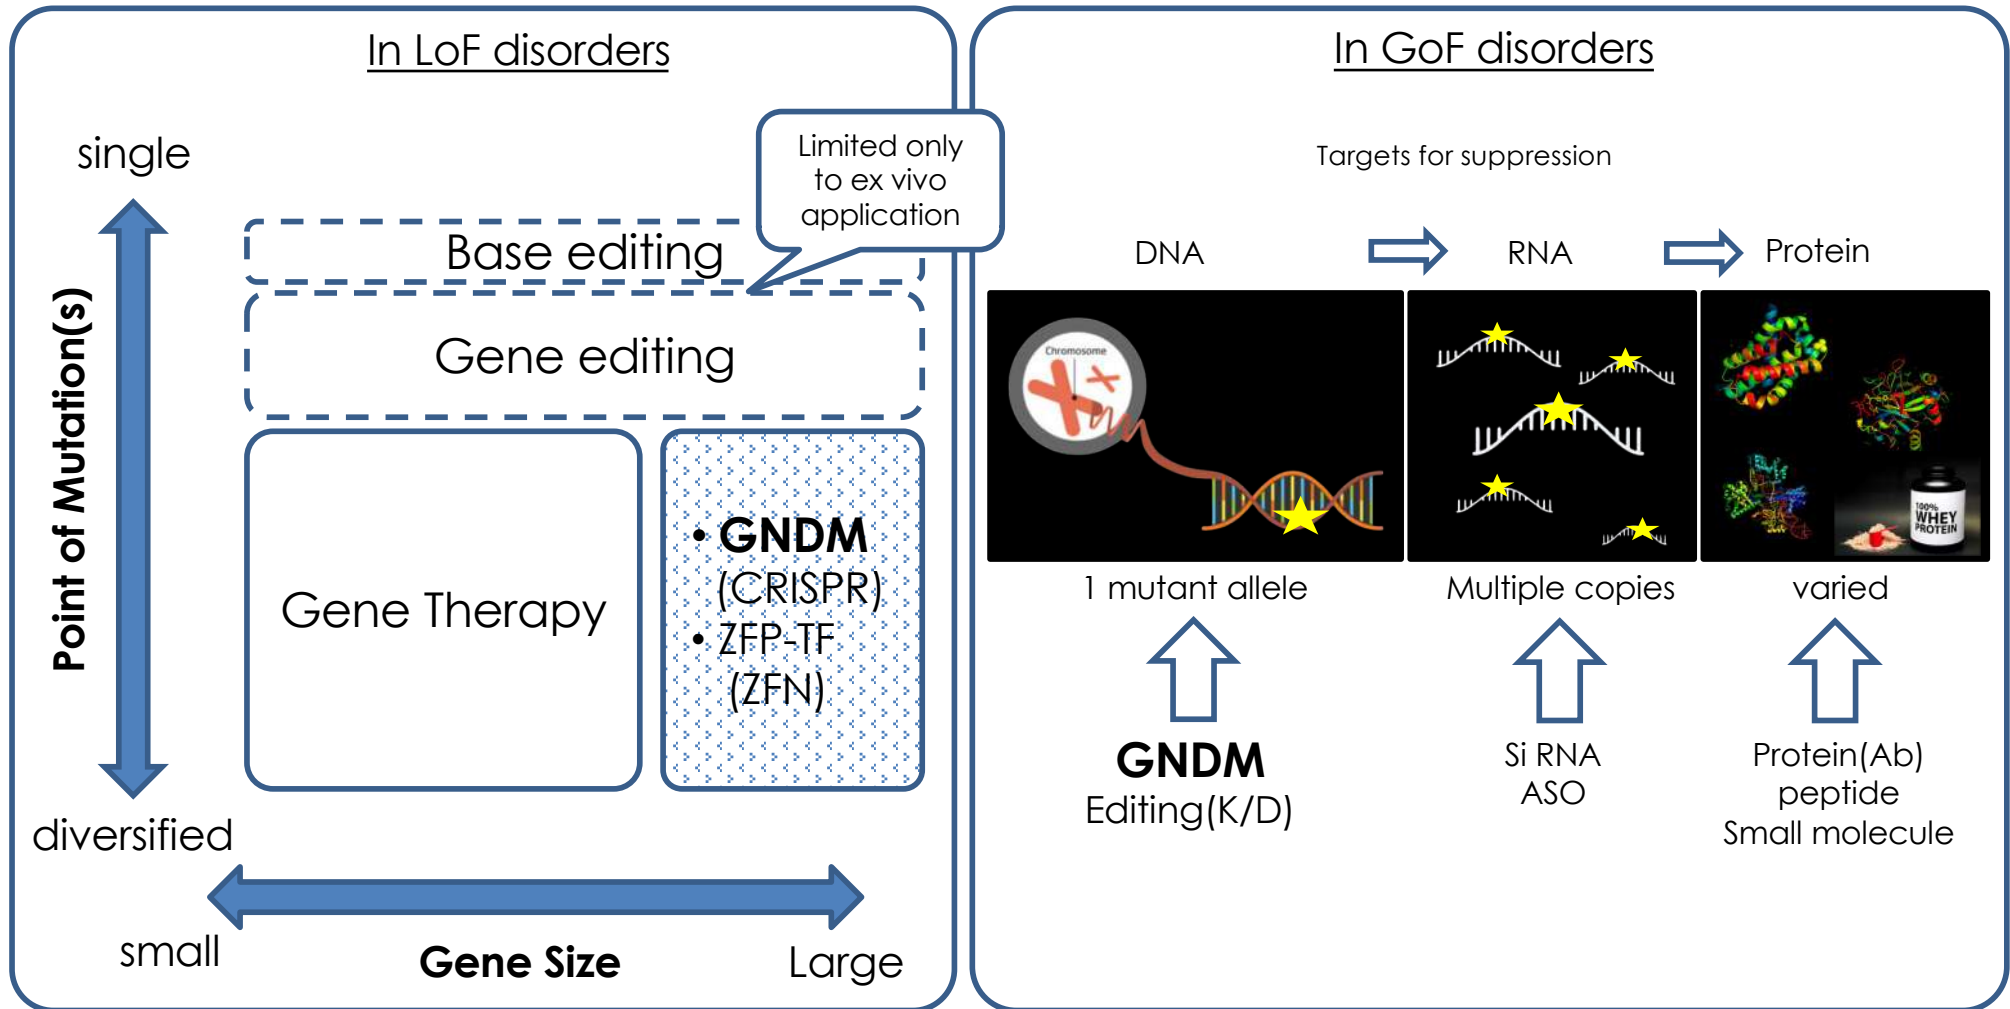 In LoF disorders
single
Limited only
to ex vivo
application
Base editing
Gene editing
Point of Mutation(s)
Gene Therapy
• GNDM
(CRISPR)
• ZFP-TF
(ZFN)
diversified
small
Gene Size
Large
In GoF disorders
Targets for suppression
DNA
RNA
Protein
Chromosome
100%
WHEY
PROTEIN
1 mutant allele
Multiple copies
varied
GNDM
Editing(K/D)
Si RNA
ASO
Protein(Ab)
peptide
Small molecule